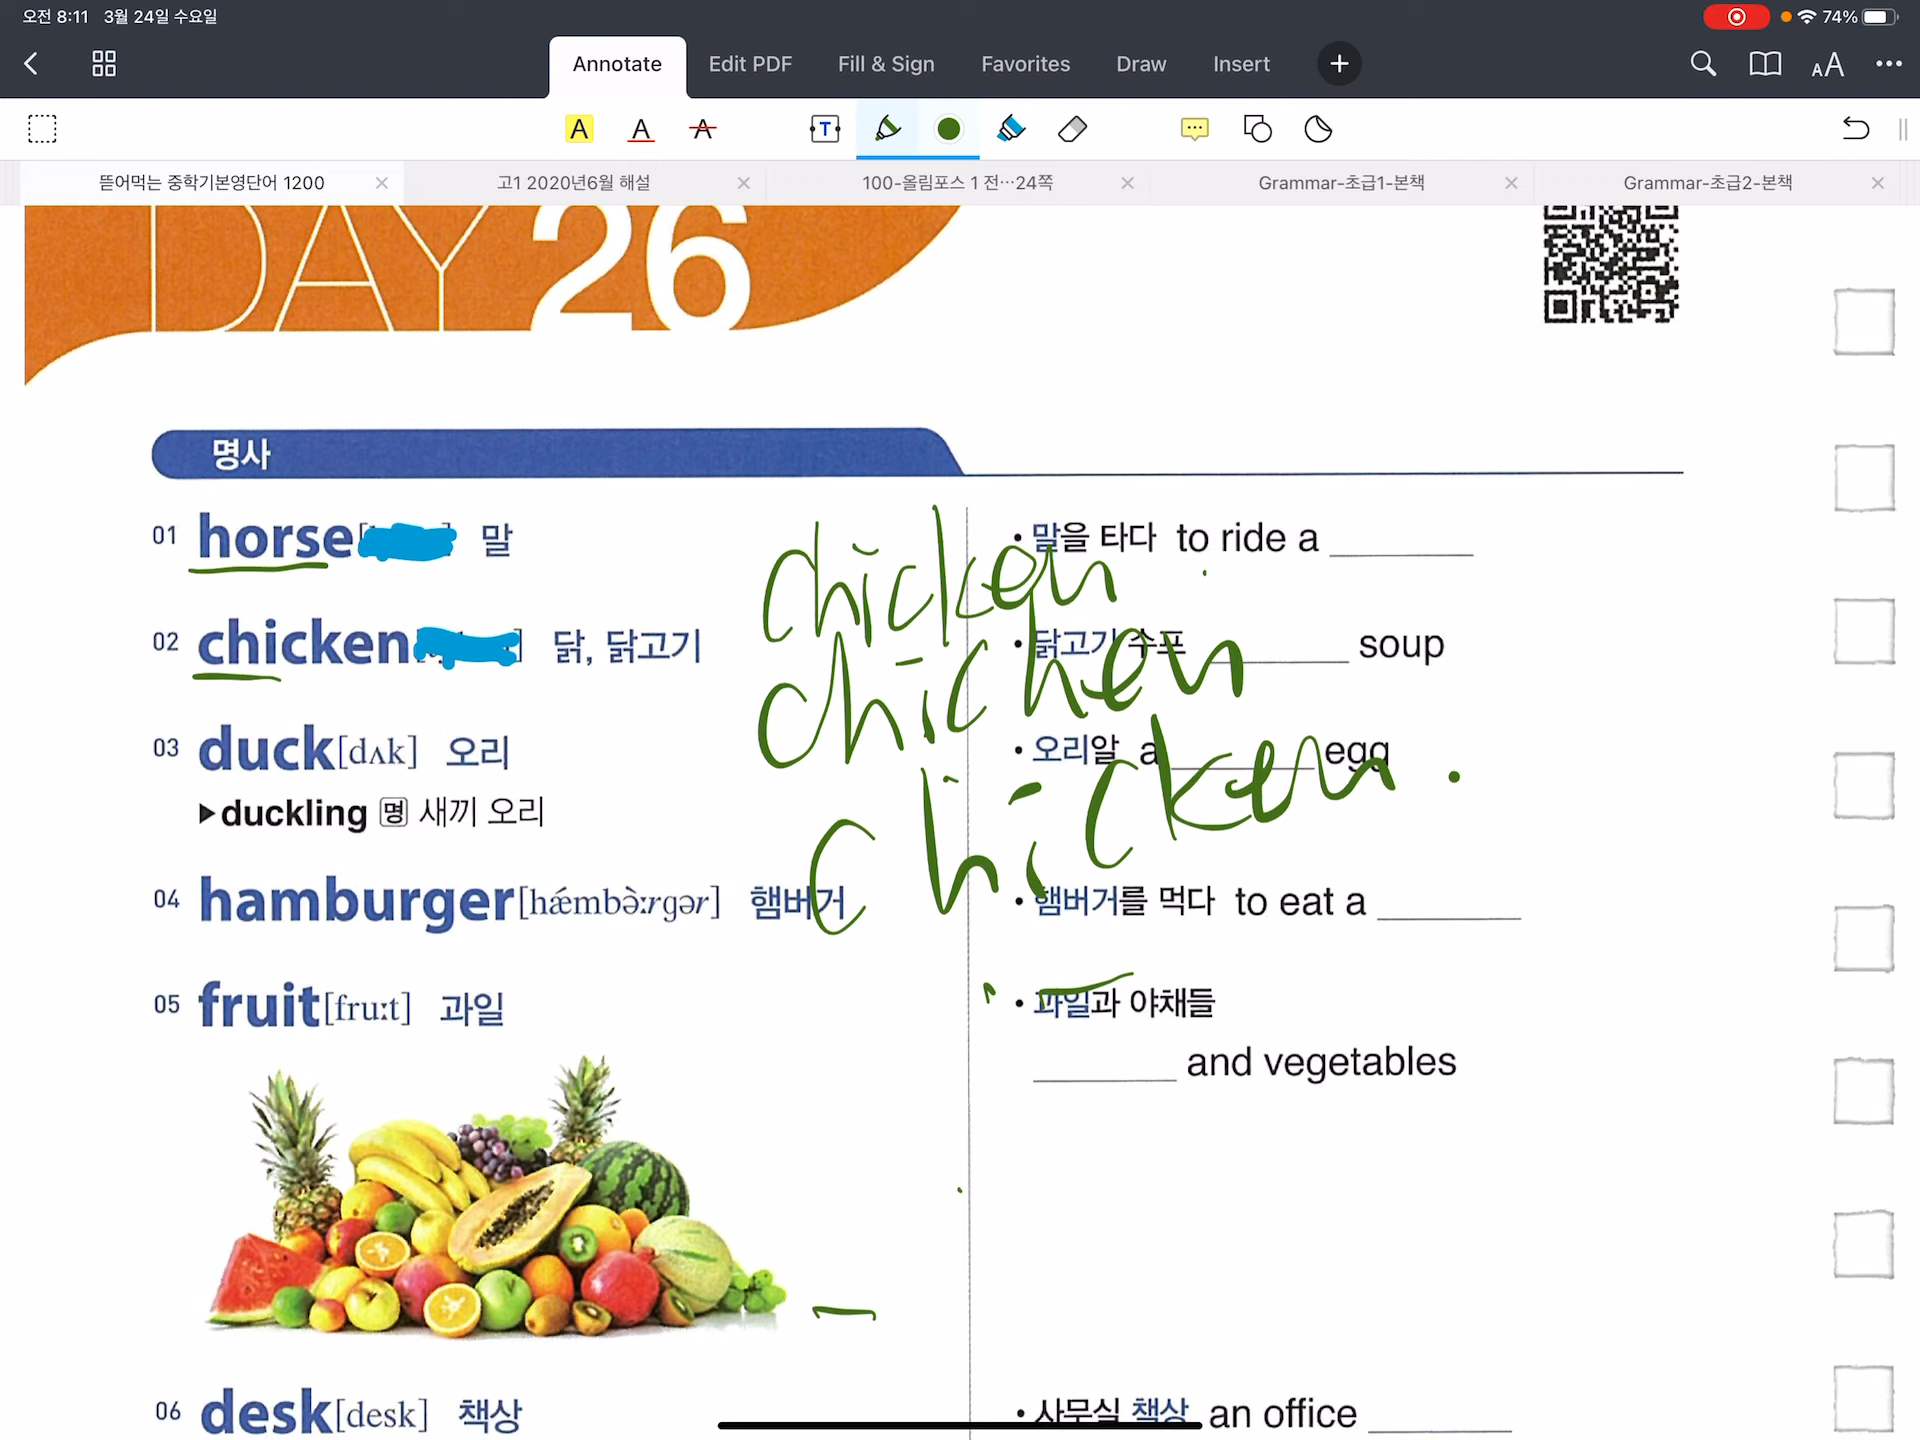 오전 8:11 3월 24일 수요일 74%
Annotate Edit PDF Fill & Sign Favorites Draw Insert
뜯어먹는 중학기본영단어 1200 고1 2020년6월 해설 100-올림포스 1 전…24쪽 Grammar-초급1-본책 Grammar-초급2-본책
DAY 26
명사
01 horse 말
• 말을 타다 to ride a ________
02 chicken 닭, 닭고기
• 닭고기 수프 ________ soup
03 duck[dʌk] 오리
• 오리알 a ________ egg
▶duckling 명 새끼 오리
04 hamburger[hǽmbə̀ːrgər] 햄버거
• 햄버거를 먹다 to eat a ________
05 fruit[fruːt] 과일
• 과일과 야채들
________ and vegetables
06 desk[desk] 책상
• 사무실 책상 an office ________
chicken
chicken
chicken